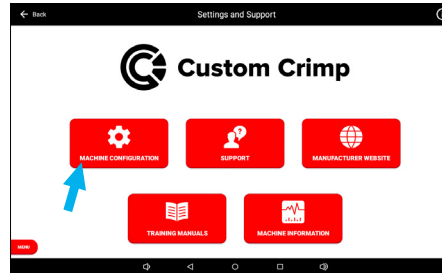 Back
Settings and Support
Custom Crimp
MACHINE CONFIGURATION
SUPPORT
MANUFACTURER WEBSITE
TRAINING MANUALS
MACHINE INFORMATION
MENU